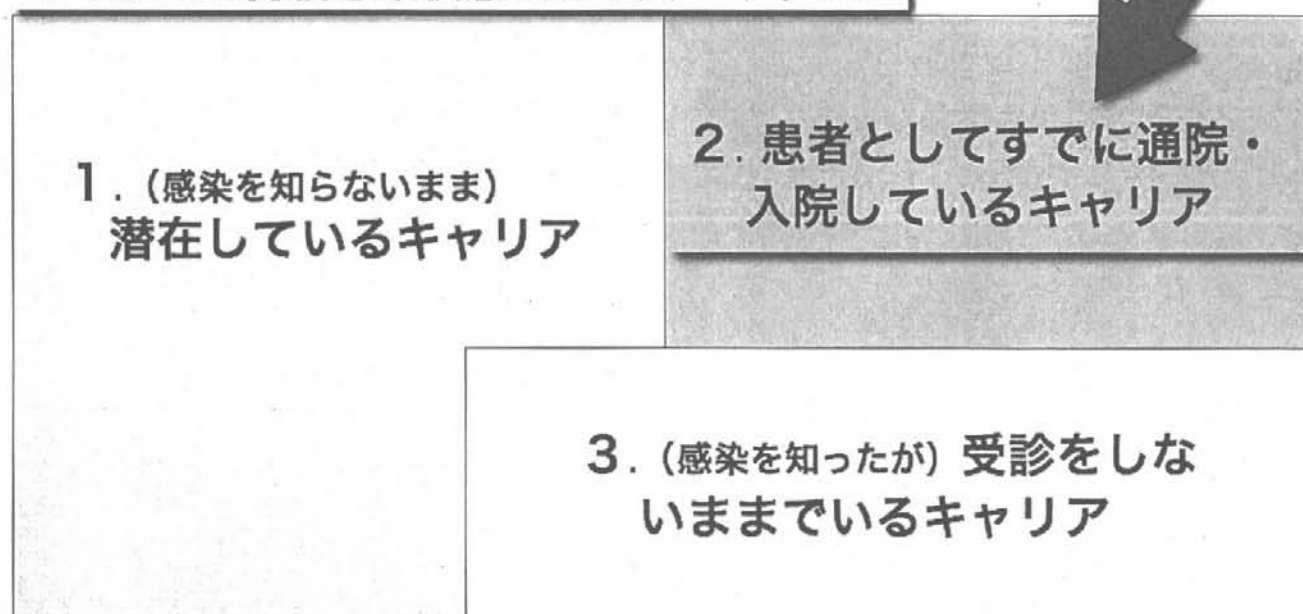 1.（感染を知らないまま）
潜在しているキャリア
2.患者としてすでに通院・
入院しているキャリア
3.（感染を知ったが）受診をしな
いままでいるキャリア